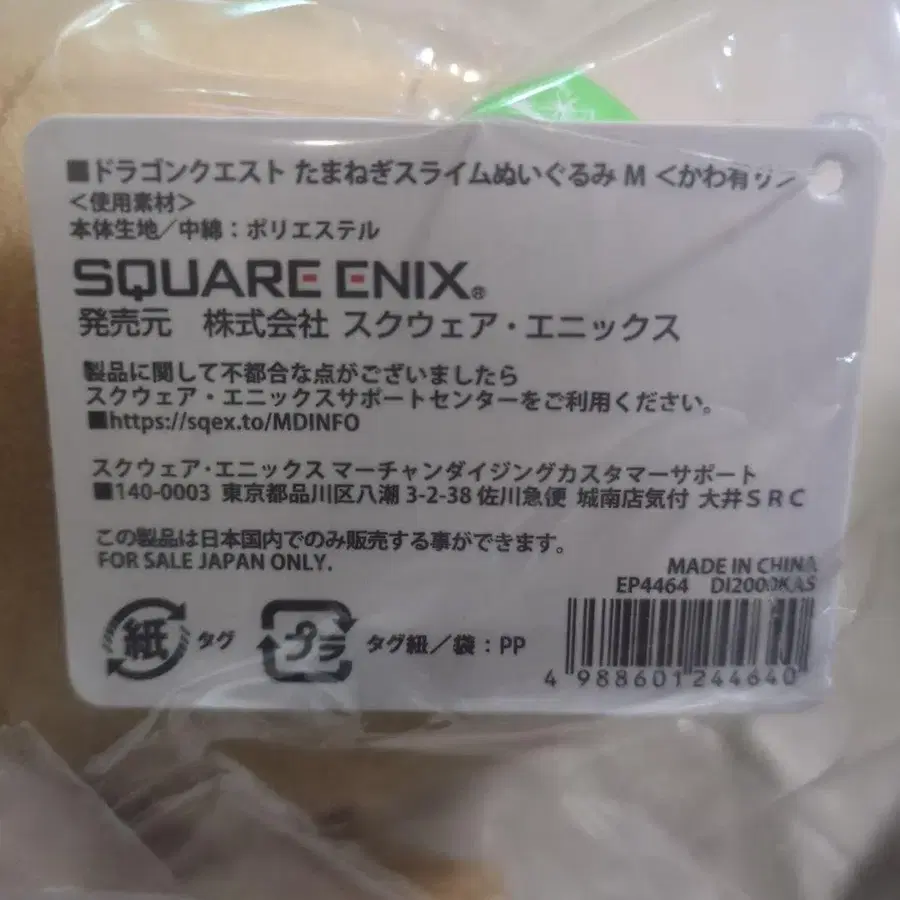 ■ドラゴンクエスト たまねぎスライムぬいぐるみ M <かわ有り>
<使用素材>
本体生地／中綿：ポリエステル
SQUARE ENIX®
発売元 株式会社 スクウェア・エニックス
製品に関して不都合な点がございましたら
スクウェア・エニックスサポートセンターをご利用ください。
■https://sqex.to/MDINFO
スクウェア・エニックス マーチャンダイジングカスタマーサポート
■140-0003 東京都品川区八潮 3-2-38 佐川急便 城南店気付 大井ＳＲＣ
この製品は日本国内でのみ販売する事ができます。
FOR SALE JAPAN ONLY.
MADE IN CHINA
EP4464 DI2000KAS
紙 タグ プラ タグ紐／袋：PP
4 988601 244640